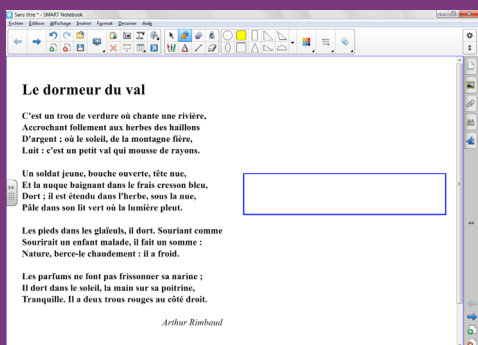 Sans titre * - SMART Notebook
Fichier Édition Affichage Insérer Format Dessiner Aide
Le dormeur du val
C'est un trou de verdure où chante une rivière,
Accrochant follement aux herbes des haillons
D'argent ; où le soleil, de la montagne fière,
Luit : c'est un petit val qui mousse de rayons.
Un soldat jeune, bouche ouverte, tête nue,
Et la nuque baignant dans le frais cresson bleu,
Dort ; il est étendu dans l'herbe, sous la nue,
Pâle dans son lit vert où la lumière pleut.
Les pieds dans les glaïeuls, il dort. Souriant comme
Sourirait un enfant malade, il fait un somme :
Nature, berce-le chaudement : il a froid.
Les parfums ne font pas frissonner sa narine ;
Il dort dans le soleil, la main sur sa poitrine,
Tranquille. Il a deux trous rouges au côté droit.
Arthur Rimbaud